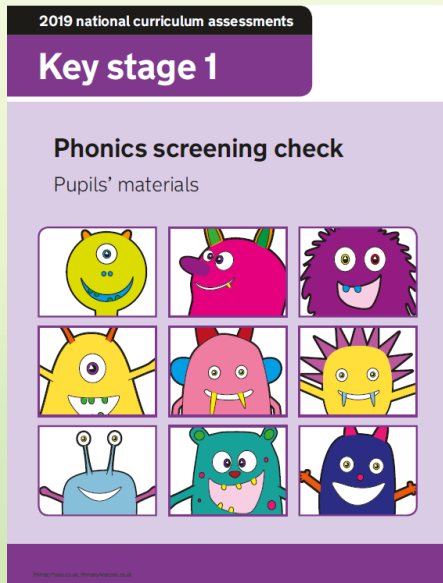 2019 national curriculum assessments
Key stage 1
Phonics screening check
Pupils’ materials